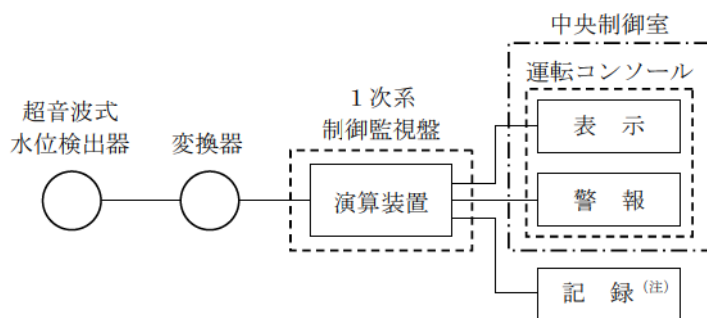 中央制御室
運転コンソール
1次系
制御監視盤
超音波式
水位検出器
変換器
演算装置
表　示
警　報
記　録(注)